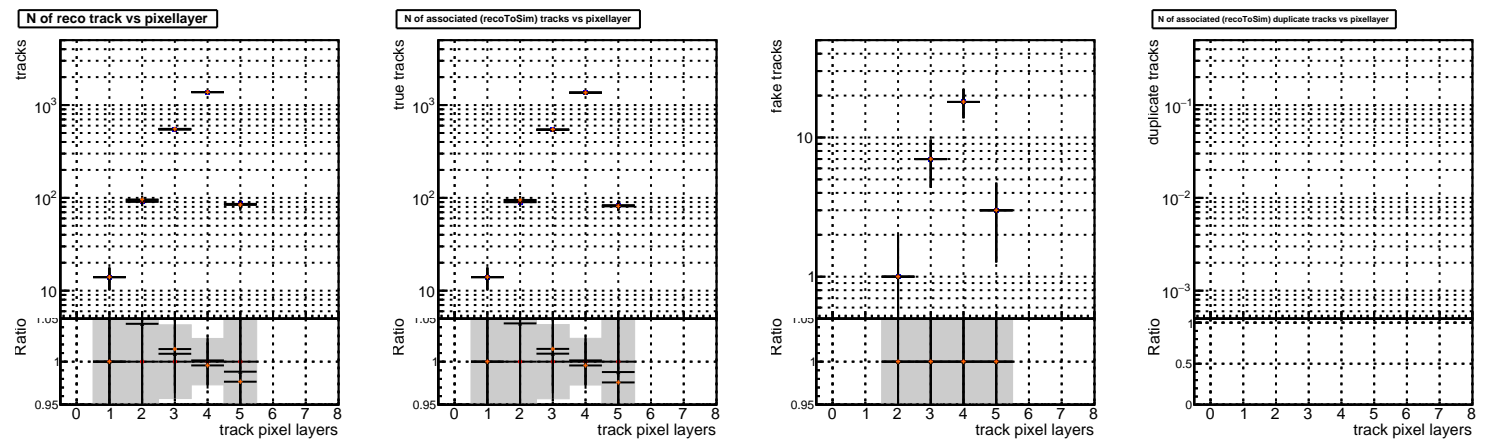 N of reco track vs pixellayer
tracks
10³
10²
10
1.05
Ratio
1
0.95
0 1 2 3 4 5 6 7 8
track pixel layers
N of associated (recoToSim) tracks vs pixellayer
true tracks
10³
10²
10
1.05
Ratio
1
0.95
0 1 2 3 4 5 6 7 8
track pixel layers
fake tracks
10
1
1.05
Ratio
1
0.95
0 1 2 3 4 5 6 7 8
track pixel layers
N of associated (recoToSim) duplicate tracks vs pixellayer
duplicate tracks
10⁻¹
10⁻²
10⁻³
Ratio
1
0.5
0
0 1 2 3 4 5 6 7 8
track pixel layers